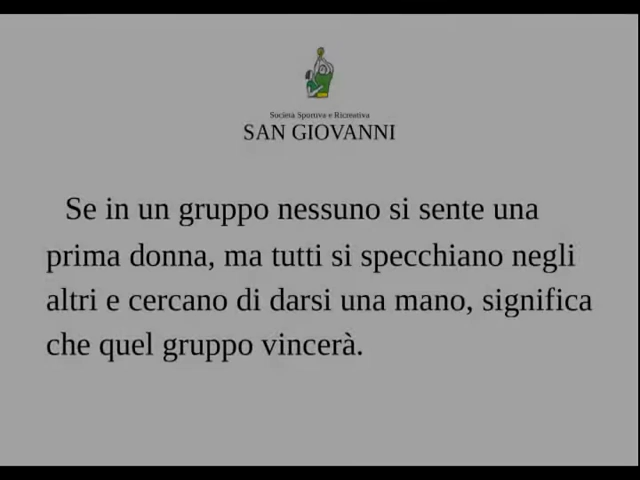 Società Sportiva e Ricreativa
SAN GIOVANNI
Se in un gruppo nessuno si sente una
prima donna, ma tutti si specchiano negli
altri e cercano di darsi una mano, significa
che quel gruppo vincerà.